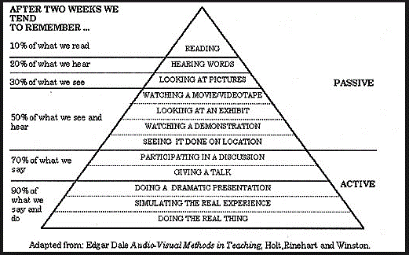 AFTER TWO WEEKS WE
TEND
TO REMEMBER ...
10% of what we read
READING
20% of what we hear
HEARING WORDS
30% of what we see
LOOKING AT PICTURES
PASSIVE
50% of what we see and
hear
WATCHING A MOVIE/VIDEOTAPE
LOOKING AT AN EXHIBIT
WATCHING A DEMONSTRATION
SEEING IT DONE ON LOCATION
70% of what we
say
PARTICIPATING IN A DISCUSSION
GIVING A TALK
ACTIVE
90% of
what we
say and
do
DOING A DRAMATIC PRESENTATION
SIMULATING THE REAL EXPERIENCE
DOING THE REAL THING
Adapted from: Edgar Dale Audio-Visual Methods in Teaching, Holt,Rinehart and Winston.